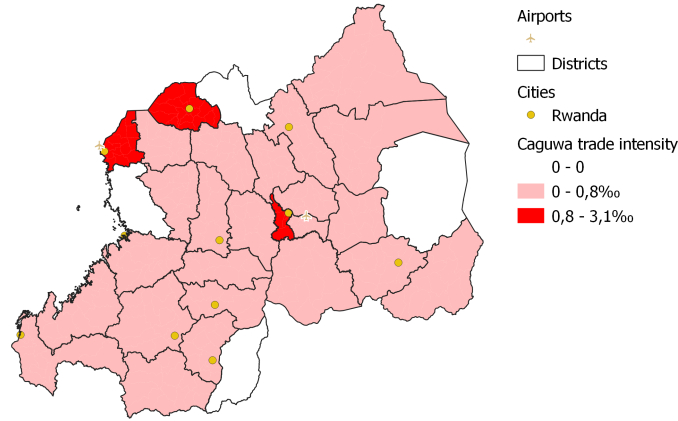 Airports
Districts
Cities
Rwanda
Caguwa trade intensity
0 - 0
0 - 0,8‰
0,8 - 3,1‰